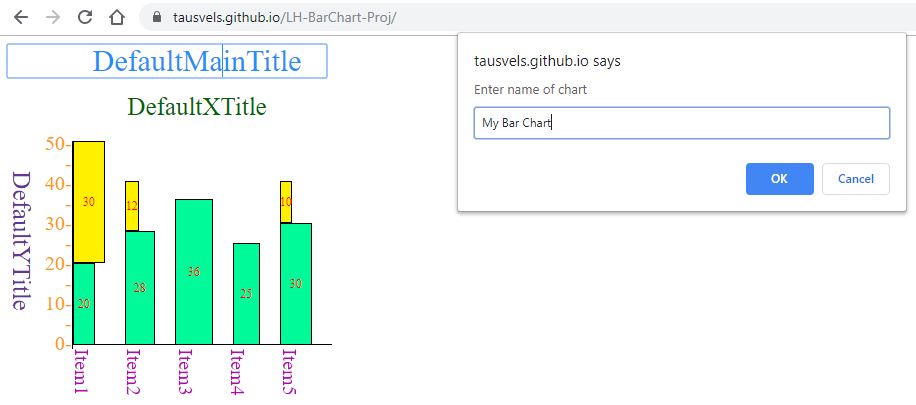 tausvels.github.io/LH-BarChart-Proj/
DefaultMainTitle
tausvels.github.io says
Enter name of chart
My Bar Chart
OK
Cancel
DefaultXTitle
DefaultYTitle
50-
40-
30-
20-
10-
0-
30
20
12
28
36
25
10
30
Item1
Item2
Item3
Item4
Item5